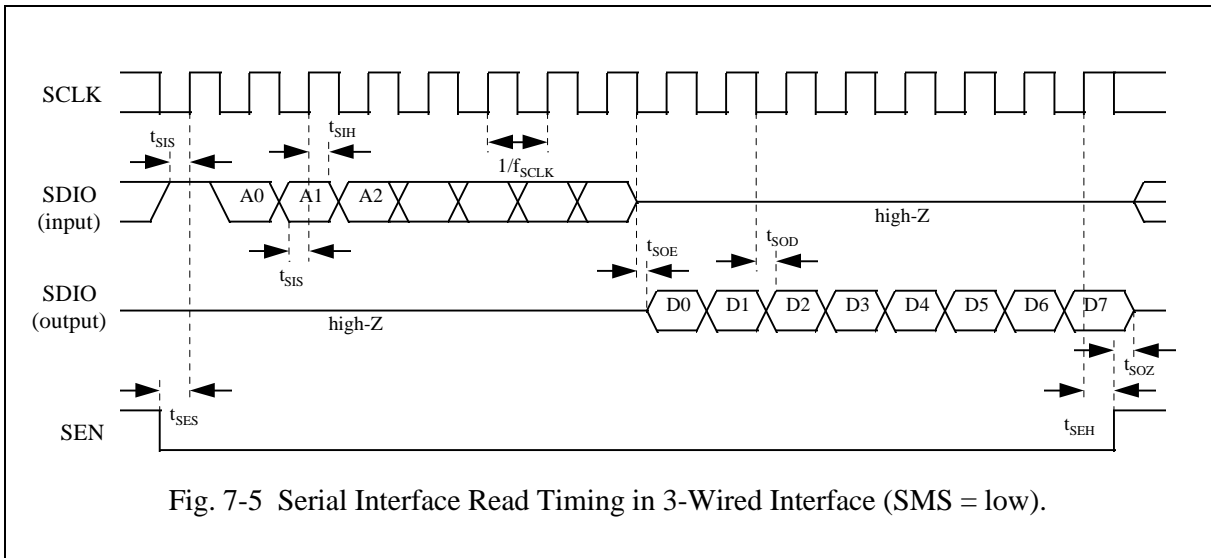 SCLK
tSIS
tSIH
1/fSCLK
SDIO
(input)
A0 A1 A2
high-Z
tSIS
tSOE
tSOD
SDIO
(output)
D0 D1 D2 D3 D4 D5 D6 D7
high-Z
tSOZ
tSES
tSEH
SEN
Fig. 7-5 Serial Interface Read Timing in 3-Wired Interface (SMS = low).